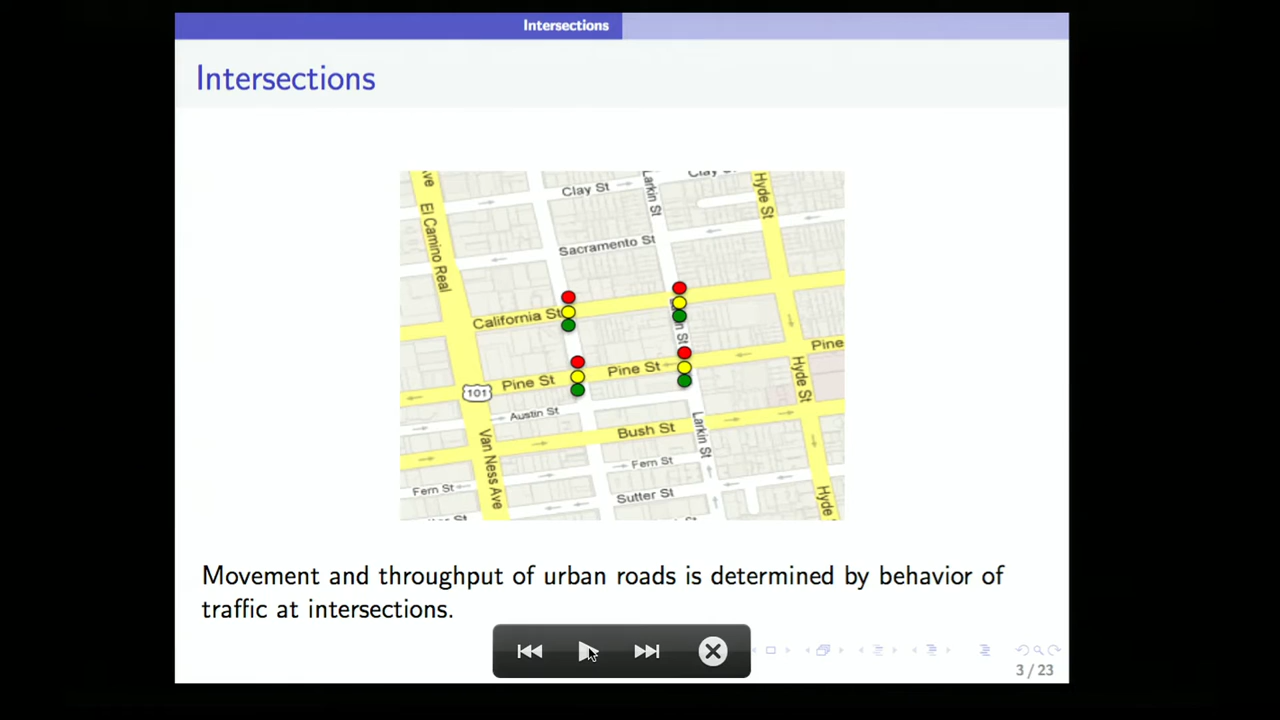 Intersections
Intersections
Ave
Clay St
Larkin St
Clay St
Hyde St
El Camino Real
Sacramento St
California St
Pine St
Pine St
Pine
101
Hyde St
Austin St
Bush St
Larkin St
Van Ness Ave
Fern St
Fern St
Sutter St
Hyde St
Movement and throughput of urban roads is determined by behavior of
traffic at intersections.
3 / 23